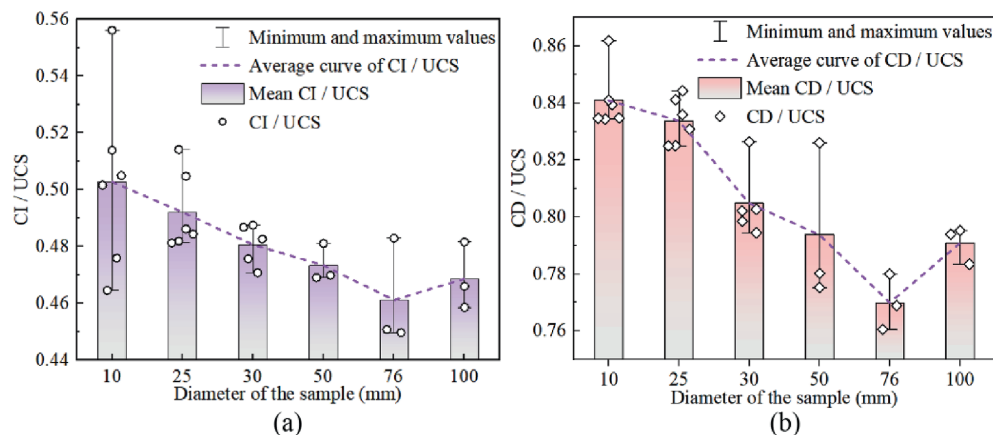 0.56
0.54
0.52
0.50
0.48
0.46
0.44
CI / UCS
Minimum and maximum values
Average curve of CI / UCS
Mean CI / UCS
CI / UCS
10 25 30 50 76 100
Diameter of the sample (mm)
(a)
0.86
0.84
0.82
0.80
0.78
0.76
CD / UCS
Minimum and maximum values
Average curve of CD / UCS
Mean CD / UCS
CD / UCS
10 25 30 50 76 100
Diameter of the sample (mm)
(b)